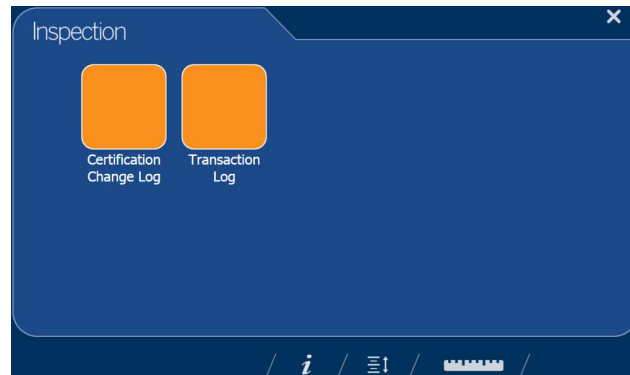 Inspection
Certification
Change Log
Transaction
Log
i